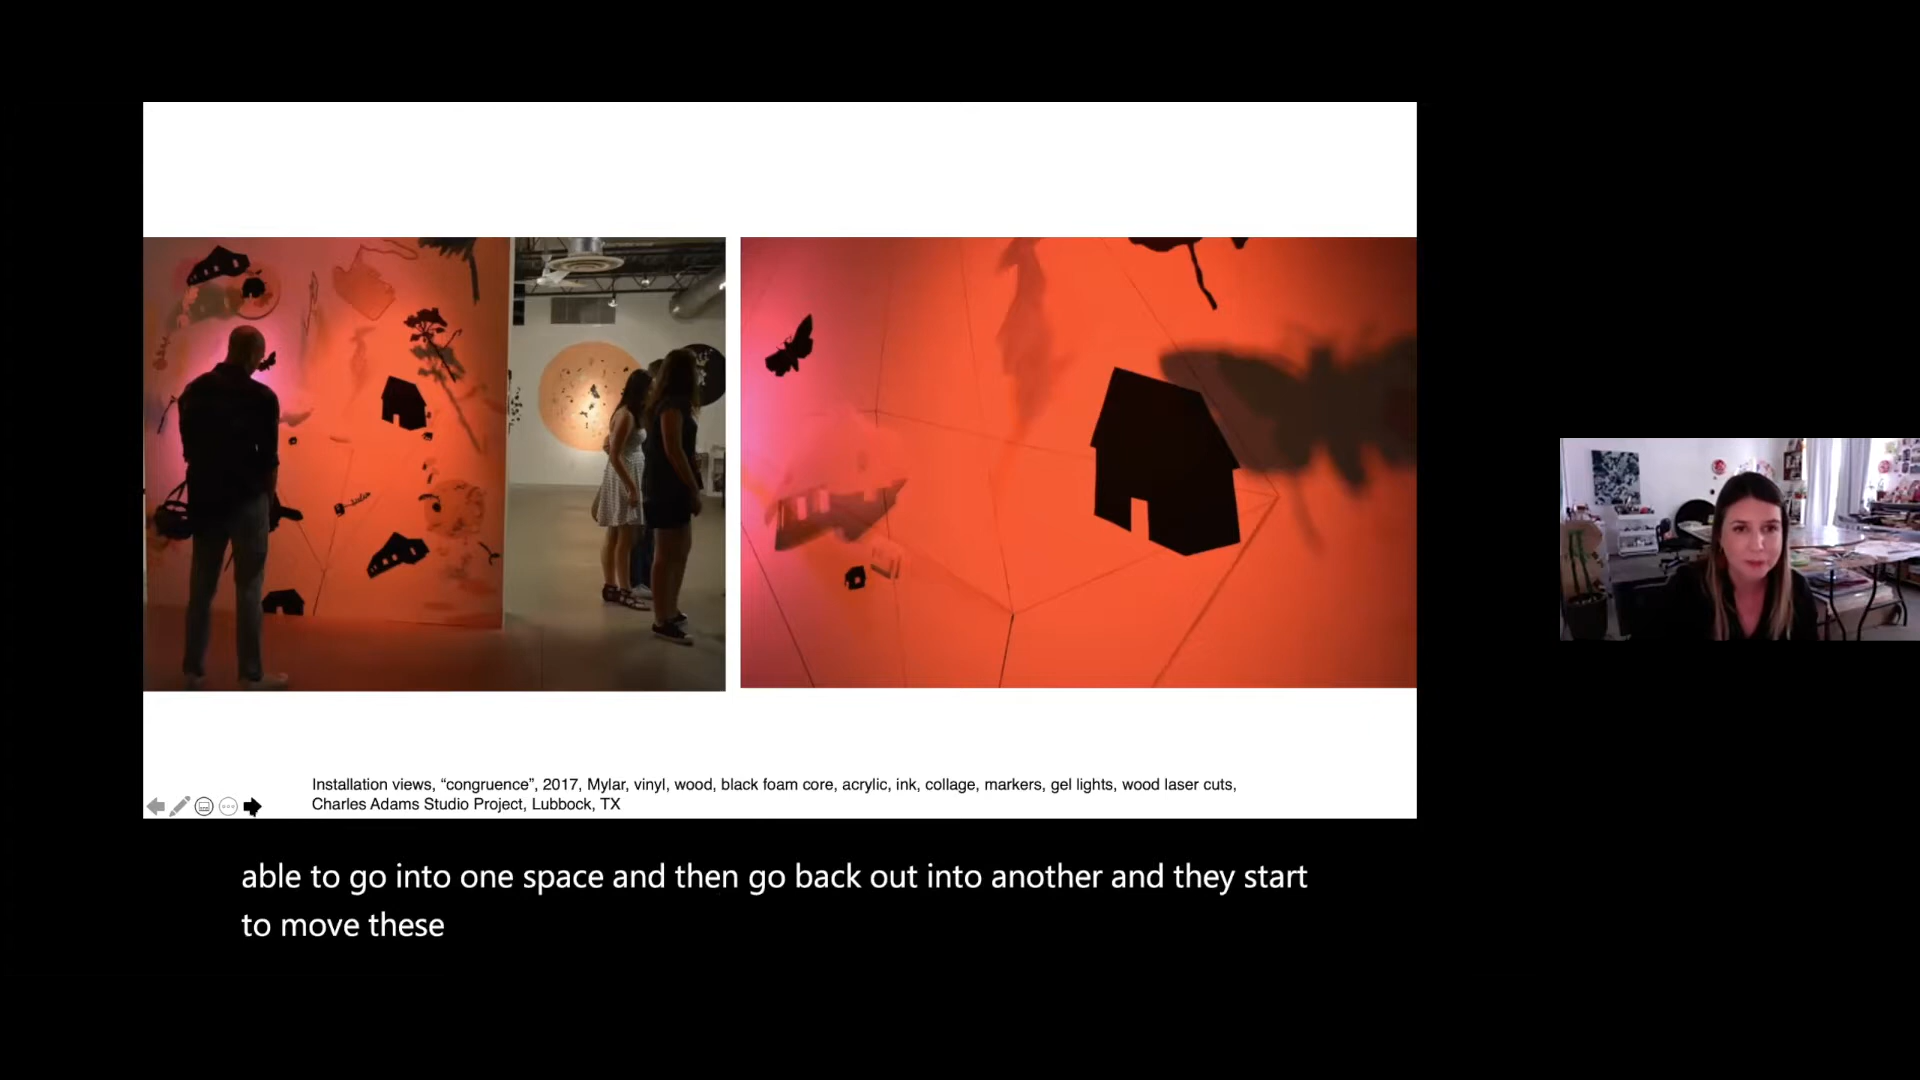 Installation views, “congruence”, 2017, Mylar, vinyl, wood, black foam core, acrylic, ink, collage, markers, gel lights, wood laser cuts,
Charles Adams Studio Project, Lubbock, TX
able to go into one space and then go back out into another and they start
to move these